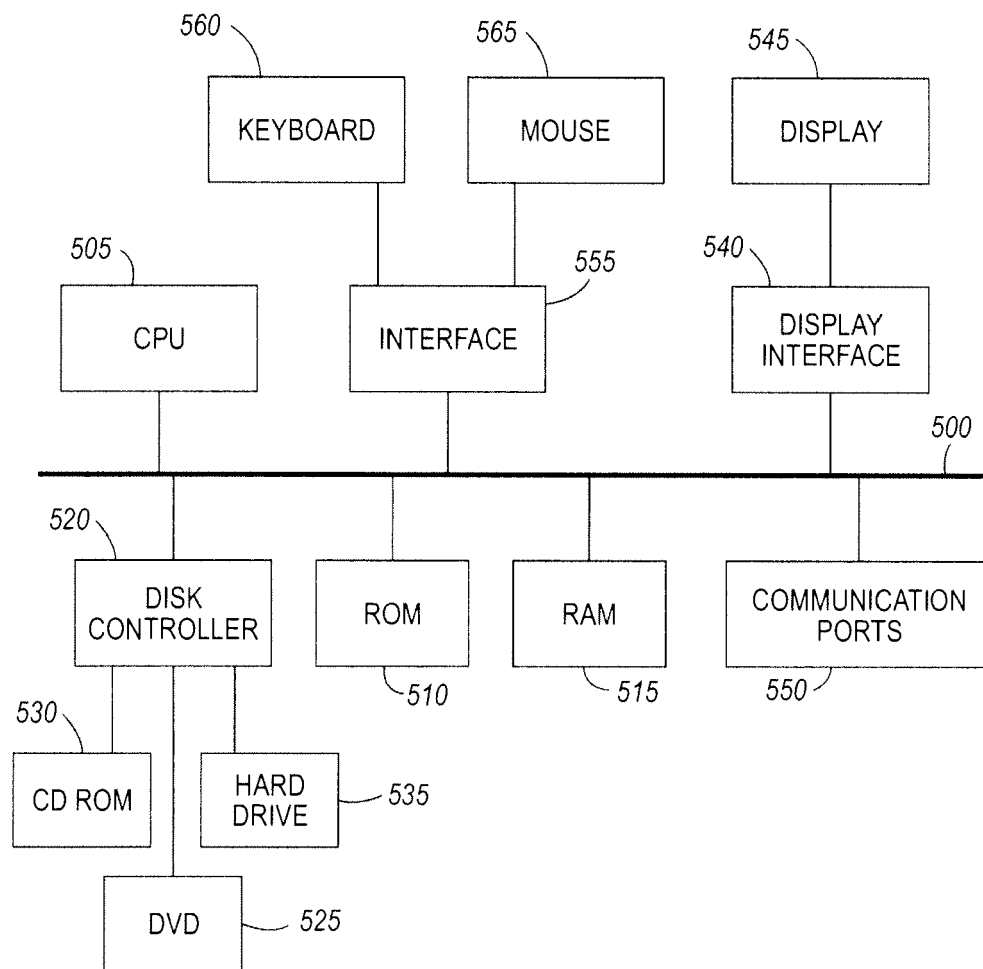 560
565
545
KEYBOARD
MOUSE
DISPLAY
505
555
540
CPU
INTERFACE
DISPLAY
INTERFACE
500
520
DISK
CONTROLLER
ROM
RAM
COMMUNICATION
PORTS
510
515
550
530
CD ROM
HARD
DRIVE
535
DVD
525